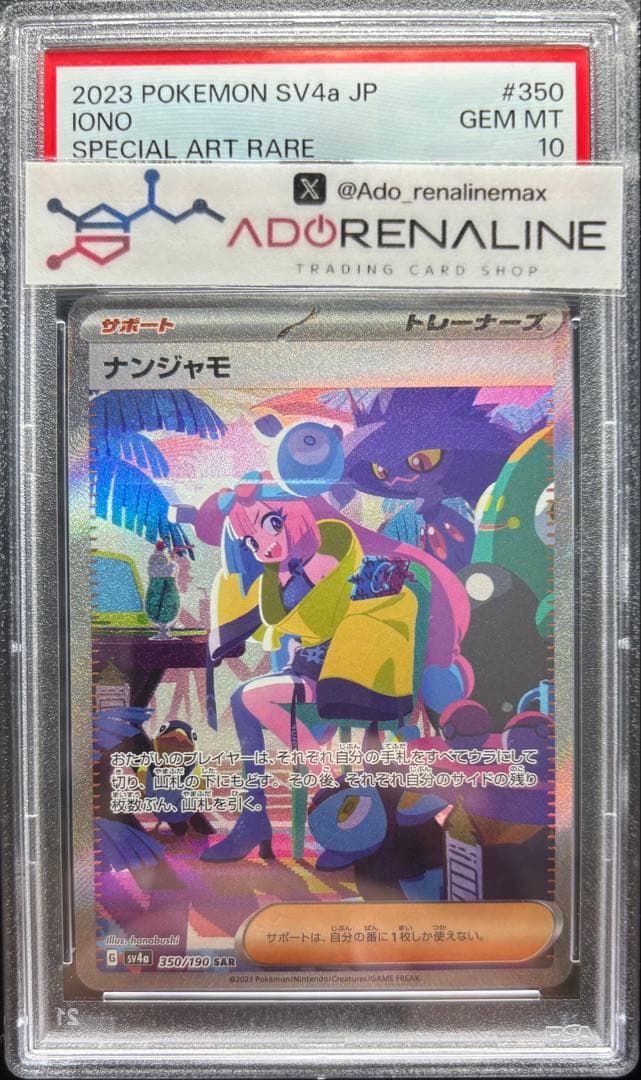 2023 POKEMON SV4a JP #350
IONO GEM MT
SPECIAL ART RARE 10
X @Ado_renalinemax
ADORENALINE
TRADING CARD SHOP
サポート トレーナーズ
ナンジャモ
おたがいのプレイヤーは、それぞれ自分の手札をすべてウラにして
切り、山札の下にもどす。その後、それぞれ自分のサイドの残り
枚数ぶん、山札を引く。
サポートは、自分の番に1枚しか使えない。
Illus. hanabushi
G sv4a 350/190 SAR
©2023 Pokémon/Nintendo/Creatures/GAME FREAK